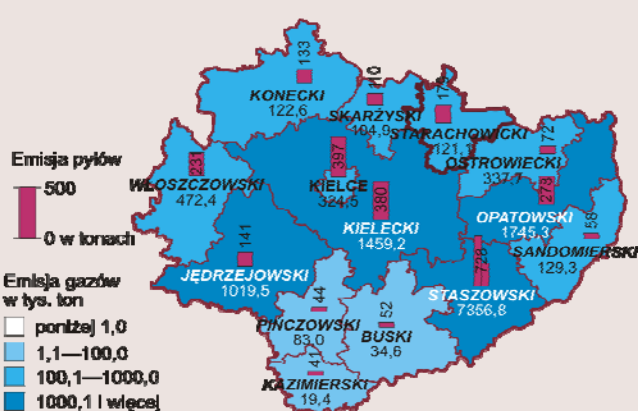 133
KONECKI
122,6
110
SKARŻYSKI
104,9
STARACHOWICKI
121,1
72
OSTROWIECKI
337,7
Emisja pyłów
500
0 w tonach
231
WŁOSZCZOWSKI
472,4
397
KIELCE
324,5
380
KIELECKI
1459,2
273
OPATOWSKI
1745,3
58
SANDOMIERSKI
129,3
141
JĘDRZEJOWSKI
1019,5
728
STASZOWSKI
7356,8
Emisja gazów
w tys. ton
poniżej 1,0
1,1—100,0
100,1—1000,0
1000,1 i więcej
44
PIŃCZOWSKI
83,0
52
BUSKI
34,6
41
KAZIMIERSKI
19,4